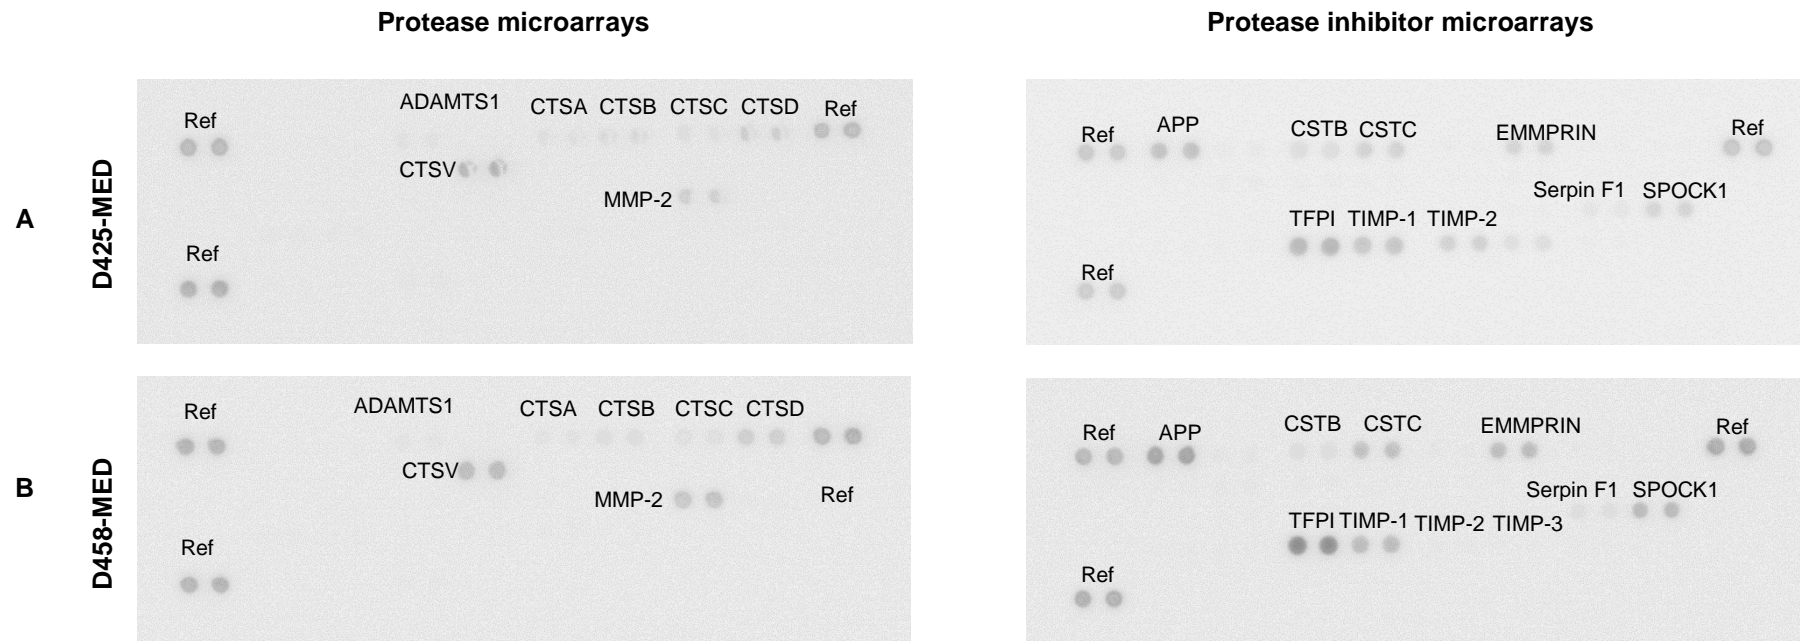 Protease microarrays
Protease inhibitor microarrays
A
D425-MED
Ref
ADAMTS1
CTSA CTSB CTSC CTSD
Ref
CTSV
MMP-2
Ref
Ref
APP
CSTB CSTC
EMMPRIN
Ref
Serpin F1 SPOCK1
TFPI TIMP-1 TIMP-2
Ref
B
D458-MED
Ref
ADAMTS1
CTSA CTSB CTSC CTSD
CTSV
MMP-2
Ref
Ref
Ref
APP
CSTB CSTC
EMMPRIN
Ref
Serpin F1 SPOCK1
TFPI TIMP-1 TIMP-2 TIMP-3
Ref